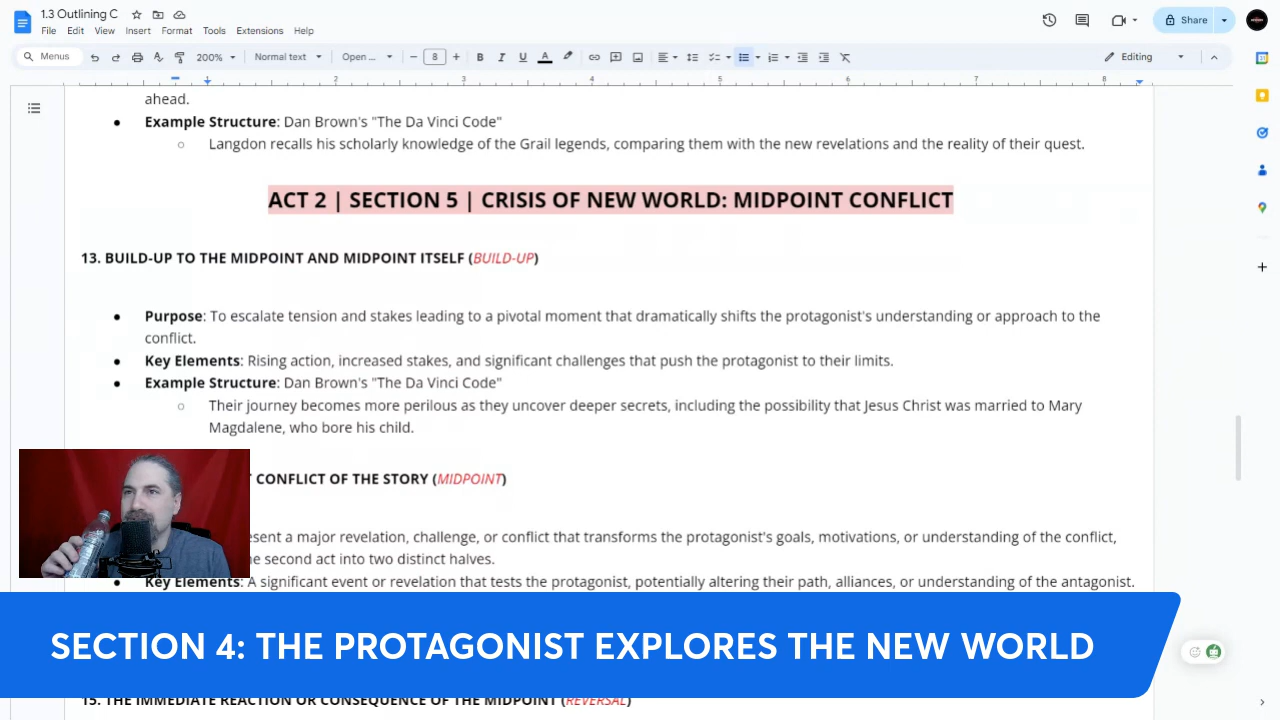 1.3 Outlining C
File Edit View Insert Format Tools Extensions Help
Share
Menus
200%
Normal text
Open ...
8
B I U A
Editing
2 3 4 5 6 7 8
ahead.
● Example Structure: Dan Brown's "The Da Vinci Code"
○ Langdon recalls his scholarly knowledge of the Grail legends, comparing them with the new revelations and the reality of their quest.
ACT 2 | SECTION 5 | CRISIS OF NEW WORLD: MIDPOINT CONFLICT
13. BUILD-UP TO THE MIDPOINT AND MIDPOINT ITSELF (BUILD-UP)
● Purpose: To escalate tension and stakes leading to a pivotal moment that dramatically shifts the protagonist's understanding or approach to the
conflict.
● Key Elements: Rising action, increased stakes, and significant challenges that push the protagonist to their limits.
● Example Structure: Dan Brown's "The Da Vinci Code"
○ Their journey becomes more perilous as they uncover deeper secrets, including the possibility that Jesus Christ was married to Mary
Magdalene, who bore his child.
CONFLICT OF THE STORY (MIDPOINT)
a major revelation, challenge, or conflict that transforms the protagonist's goals, motivations, or understanding of the conflict,
second act into two distinct halves.
Key Elements: A significant event or revelation that tests the protagonist, potentially altering their path, alliances, or understanding of the antagonist.
SECTION 4: THE PROTAGONIST EXPLORES THE NEW WORLD
15. THE IMMEDIATE REACTION OR CONSEQUENCE OF THE MIDPOINT (REVERSAL)